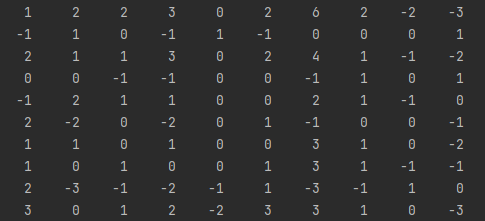 1 2 2 3 0 2 6 2 -2 -3
-1 1 0 -1 1 -1 0 0 0 1
2 1 1 3 0 2 4 1 -1 -2
0 0 -1 -1 0 0 -1 1 0 1
-1 2 1 1 0 0 2 1 -1 0
2 -2 0 -2 0 1 -1 0 0 -1
1 1 0 1 0 0 3 1 0 -2
1 0 1 0 0 1 3 1 -1 -1
2 -3 -1 -2 -1 1 -3 -1 1 0
3 0 1 2 -2 3 3 1 0 -3